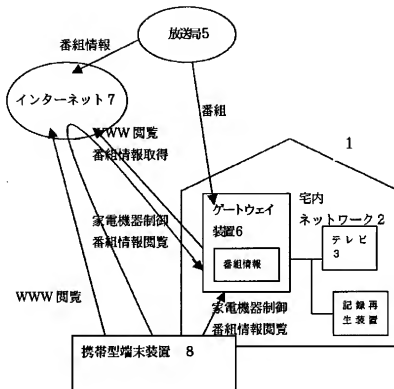 放送局5
番組情報
インターネット7
番組
WWW閲覧
番組情報取得
1
宅内
ネットワーク2
ゲートウェイ
装置6
番組情報
テレビ
3
記録再
生装置
家電機器制御
番組情報閲覧
WWW閲覧
家電機器制御
番組情報閲覧
携帯型端末装置 8